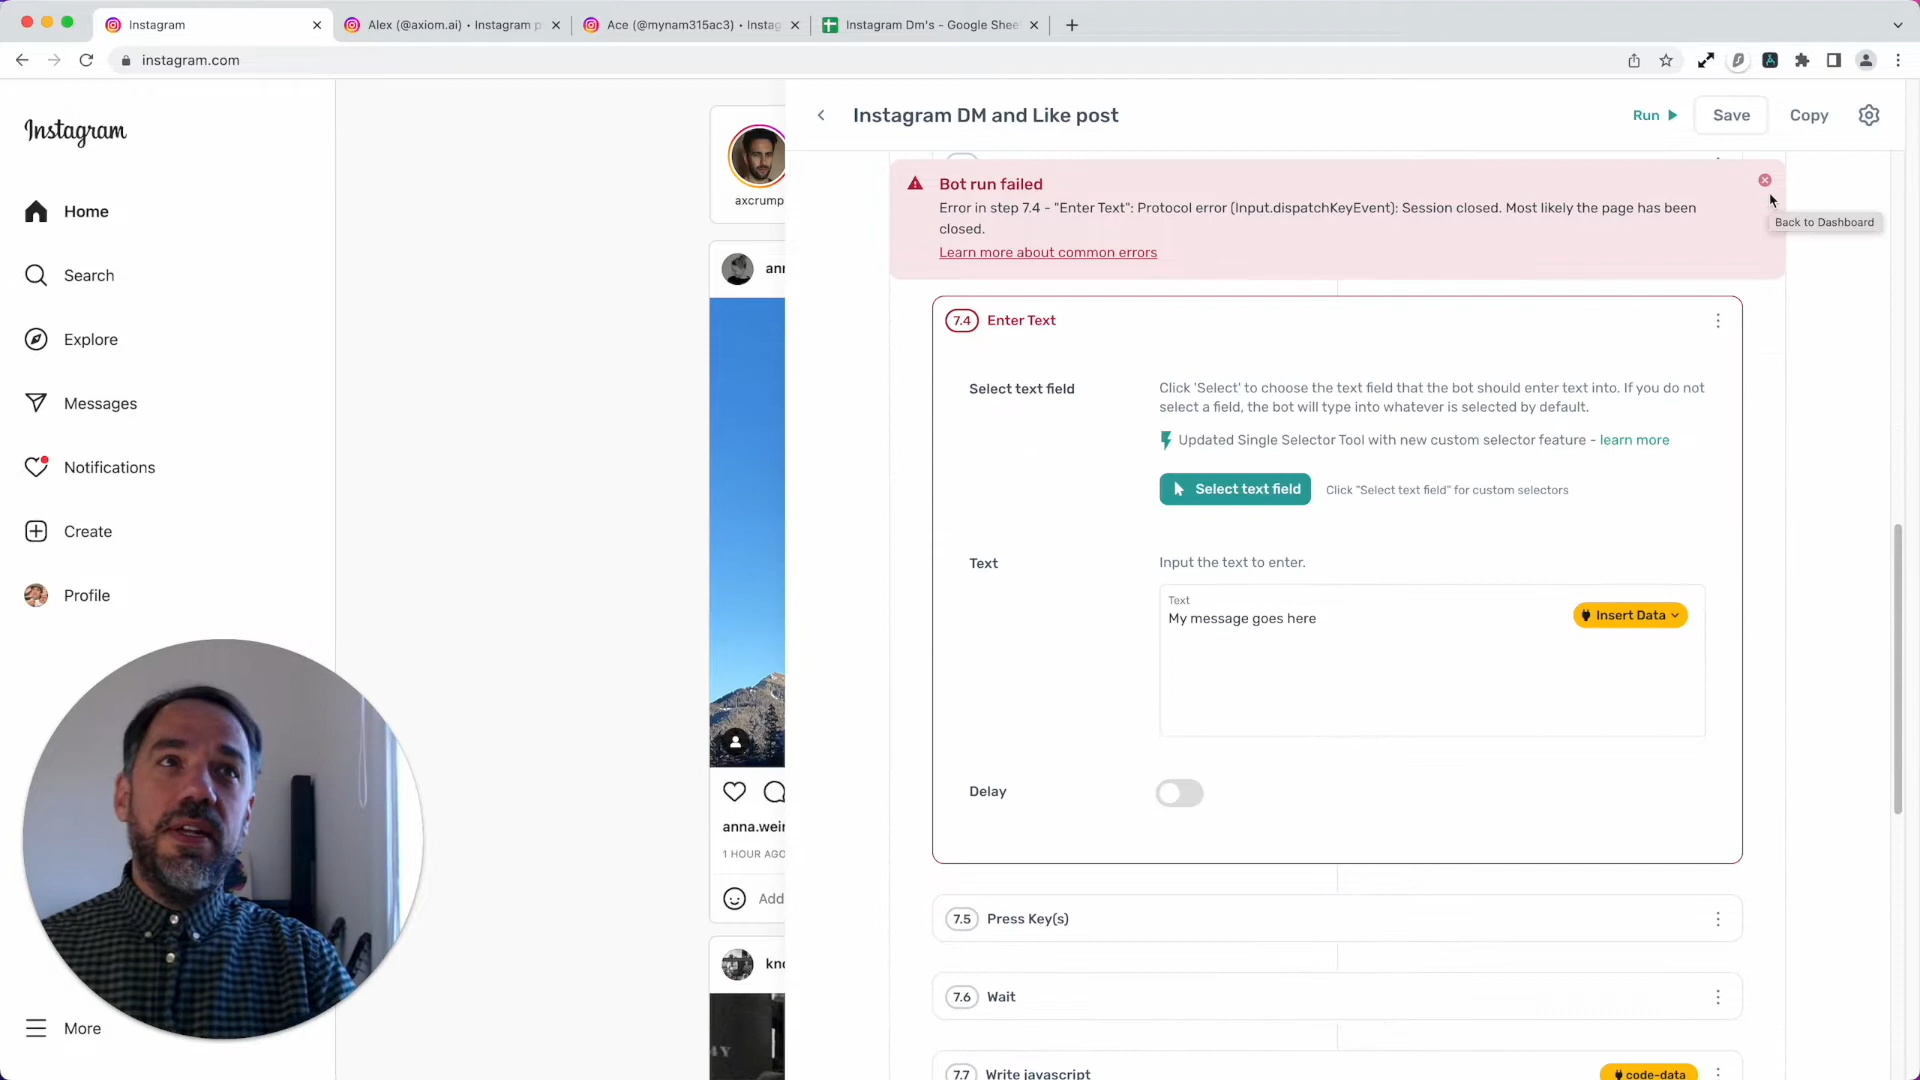 Instagram
Alex (@axiom.ai) • Instagram p
Ace (@mynam315ac3) • Instag
Instagram Dm's - Google Shee
instagram.com
Instagram
Home
Search
Explore
Messages
Notifications
Create
Profile
More
axcrump
anna.weir
1 HOUR AGO
Add
Instagram DM and Like post
Run
Save
Copy
Bot run failed
Error in step 7.4 - "Enter Text": Protocol error (Input.dispatchKeyEvent): Session closed. Most likely the page has been
closed.
Learn more about common errors
Back to Dashboard
7.4 Enter Text
Select text field
Click 'Select' to choose the text field that the bot should enter text into. If you do not
select a field, the bot will type into whatever is selected by default.
Updated Single Selector Tool with new custom selector feature - learn more
Select text field
Click "Select text field" for custom selectors
Text
Input the text to enter.
Text
My message goes here
Insert Data
Delay
7.5 Press Key(s)
7.6 Wait
7.7 Write javascript
code-data